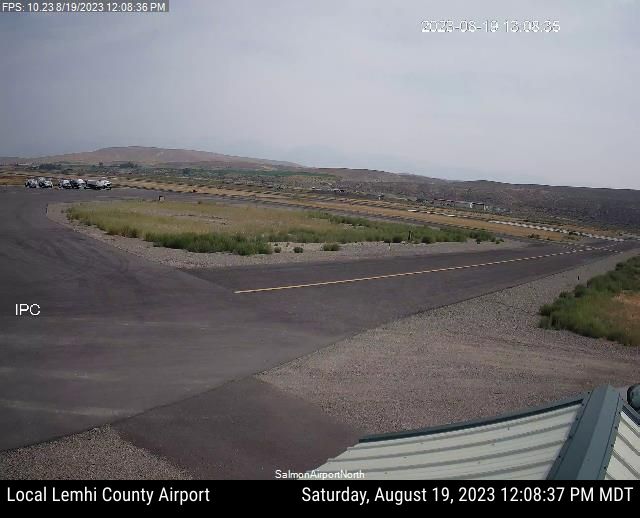 FPS: 10.23 8/19/2023 12:08:36 PM
2023-08-19 13:08:35
IPC
SalmonAirportNorth
Local Lemhi County Airport Saturday, August 19, 2023 12:08:37 PM MDT